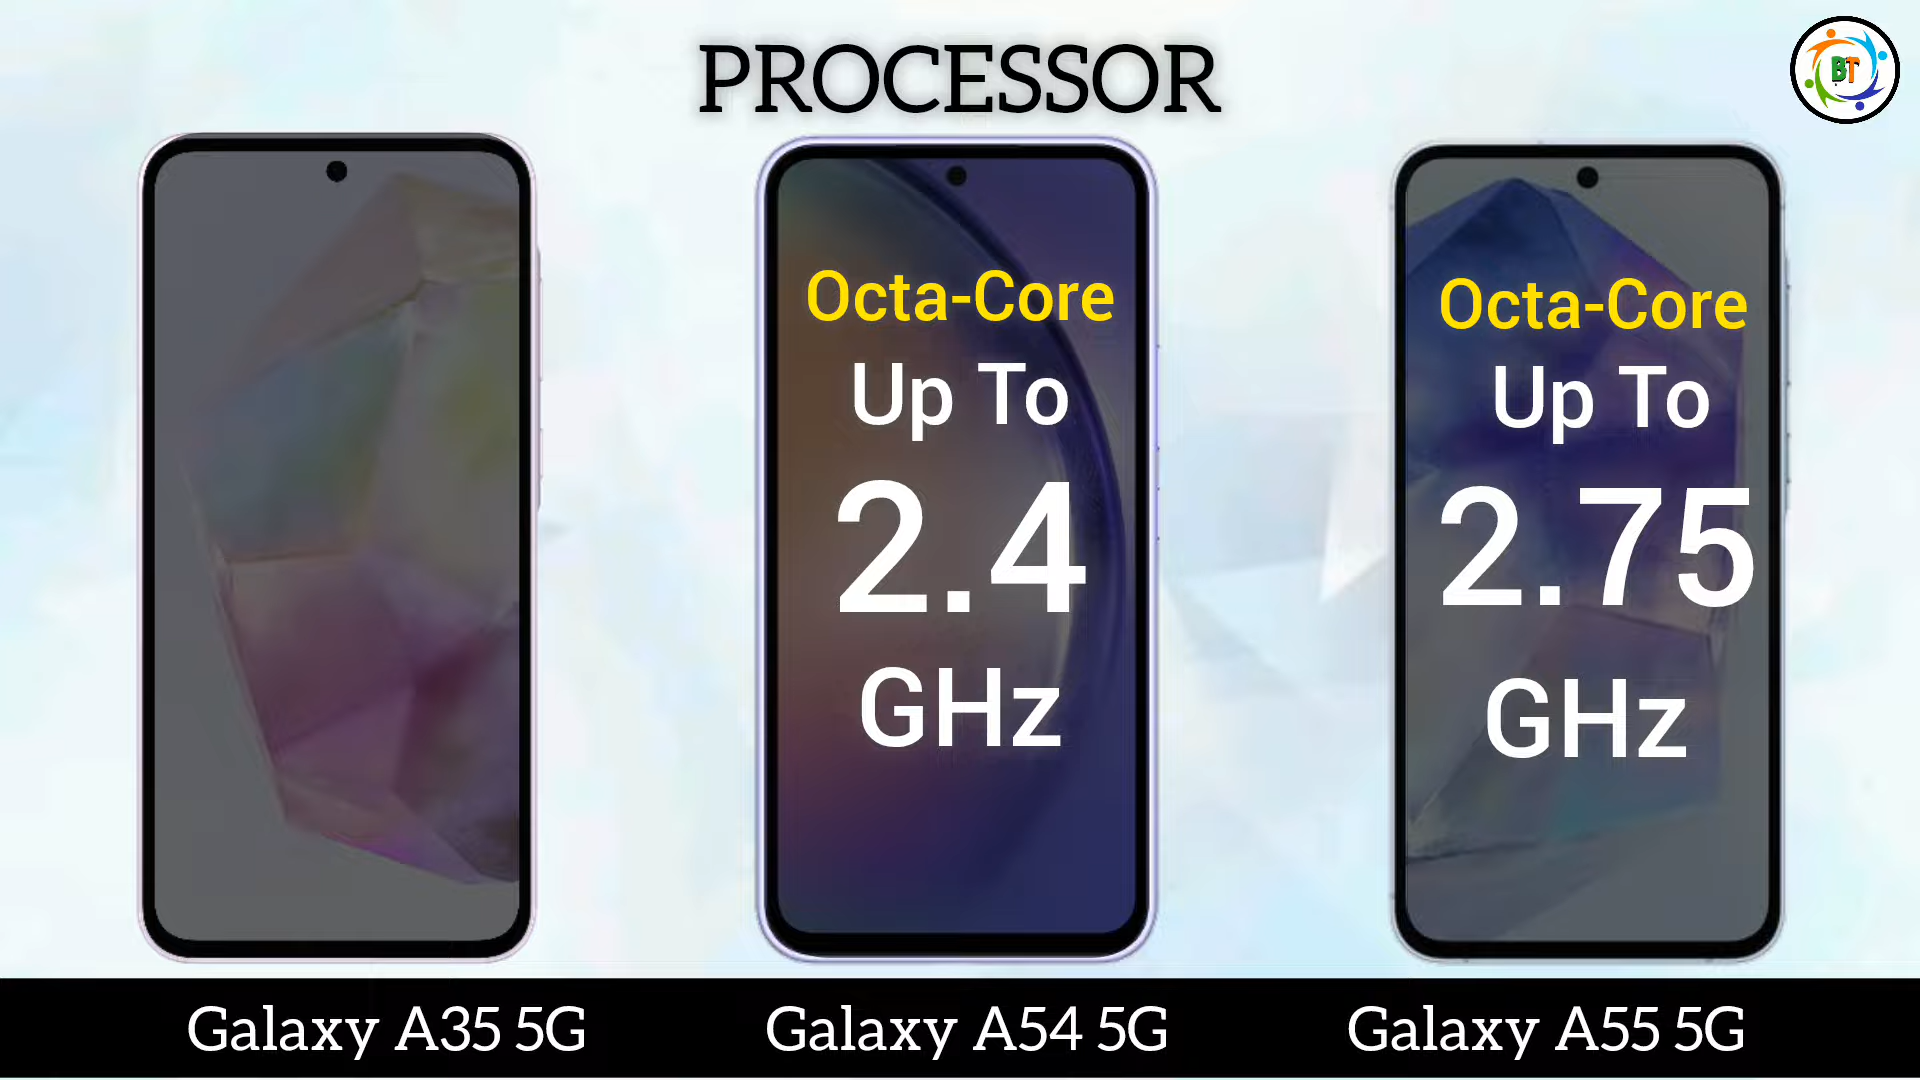 PROCESSOR
BT
Octa-Core
Up To
2.4
GHz
Octa-Core
Up To
2.75
GHz
Galaxy A35 5G
Galaxy A54 5G
Galaxy A55 5G